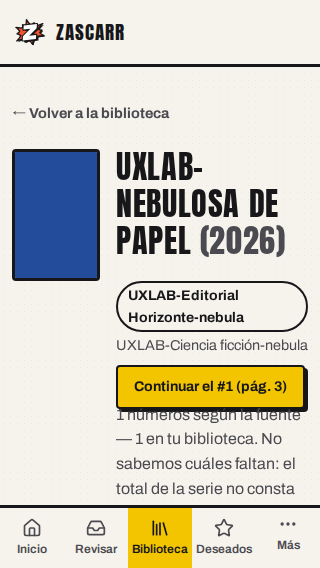 ZASCARR
← Volver a la biblioteca
UXLAB-
NEBULOSA DE
PAPEL (2026)
UXLAB-Editorial
Horizonte-nebula
UXLAB-Ciencia ficción-nebula
Continuar el #1 (pág. 3)
1 números según la fuente
— 1 en tu biblioteca. No
sabemos cuáles faltan: el
total de la serie no consta
Inicio
Revisar
Biblioteca
Deseados
Más